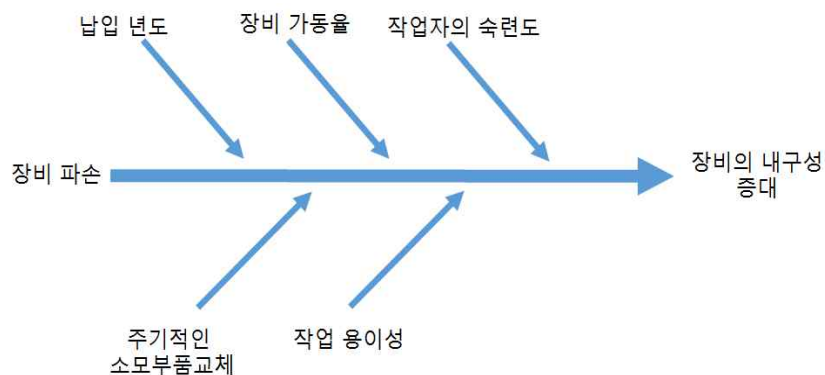 납입 년도
장비 가동율
작업자의 숙련도
장비 파손
장비의 내구성
증대
주기적인
소모부품교체
작업 용이성